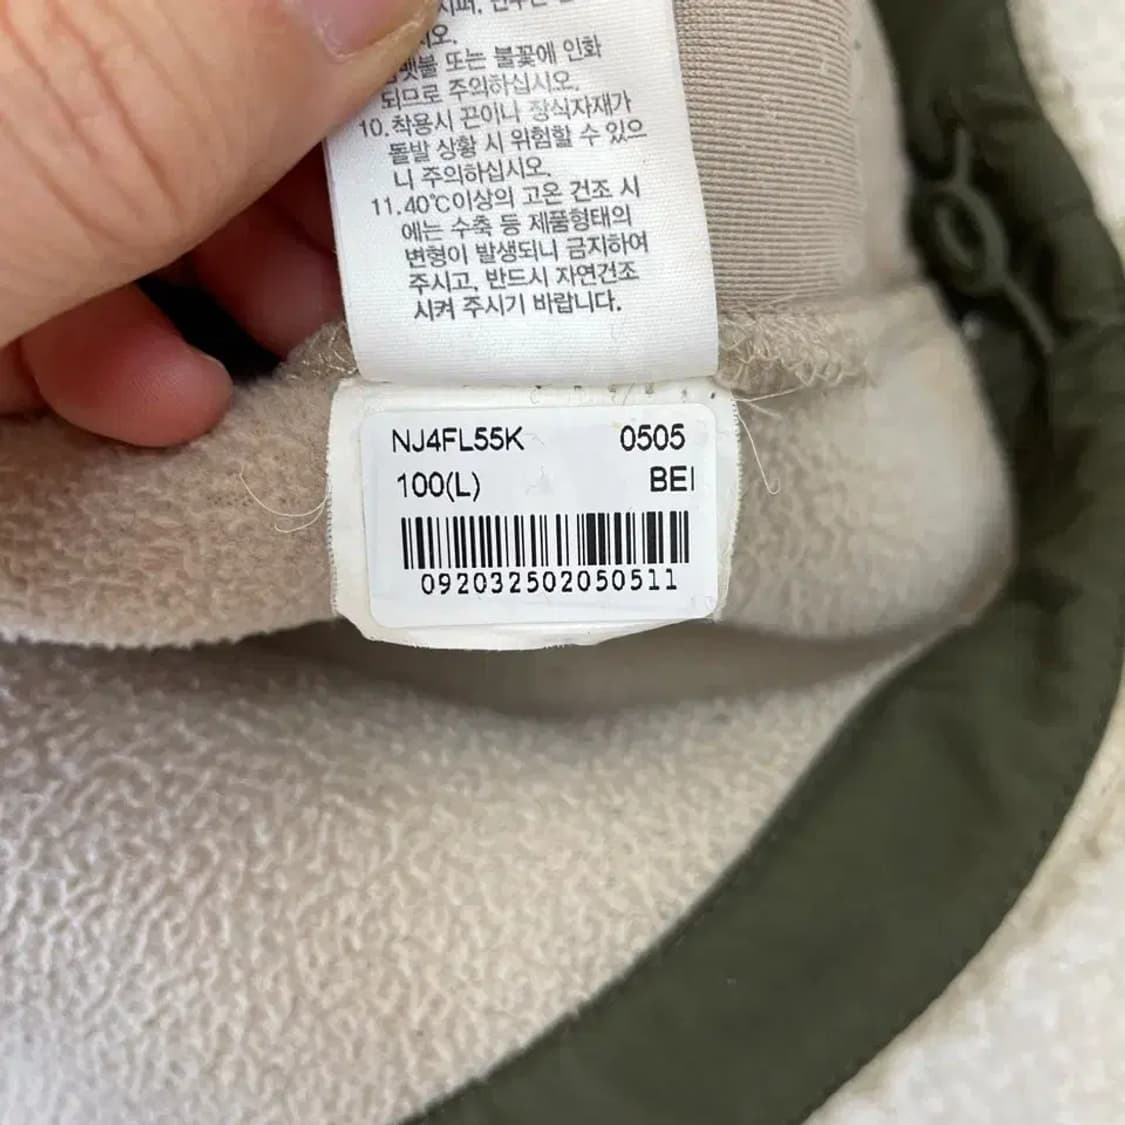 시오.
또는 불꽃에 인화
되므로 주의하십시오.
10.착용시 끈이나 장식자재가
돌발 상황 시 위험할 수 있으
니 주의하십시오.
11.40℃이상의 고온 건조 시
에는 수축 등 제품형태의
변형이 발생되니 금지하여
주시고, 반드시 자연건조
시켜 주시기 바랍니다.
NJ4FL55K 0505
100(L) BEI
092032502050511